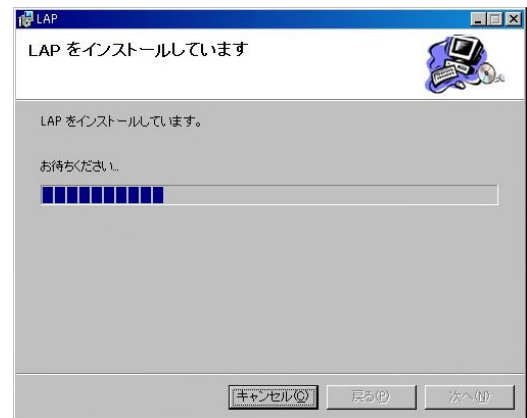 LAP
LAP をインストールしています
LAP をインストールしています。
お待ちください...
キャンセル(C)
戻る(P)
次へ(N)